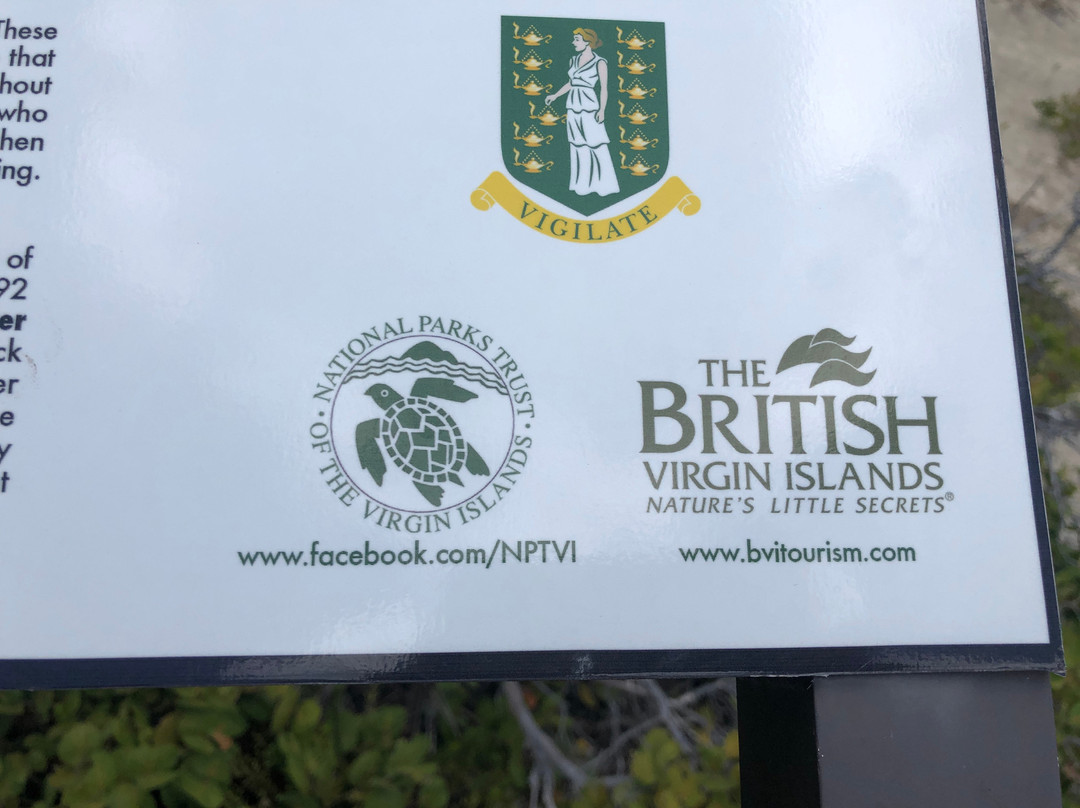 These
that
hout
who
hen
ing.
of
92
er
ck
er
e
y
t
VIGILATE
NATIONAL PARKS TRUST
• OF THE VIRGIN ISLANDS •
www.facebook.com/NPTVI
THE
BRITISH
VIRGIN ISLANDS
NATURE'S LITTLE SECRETS®
www.bvitourism.com